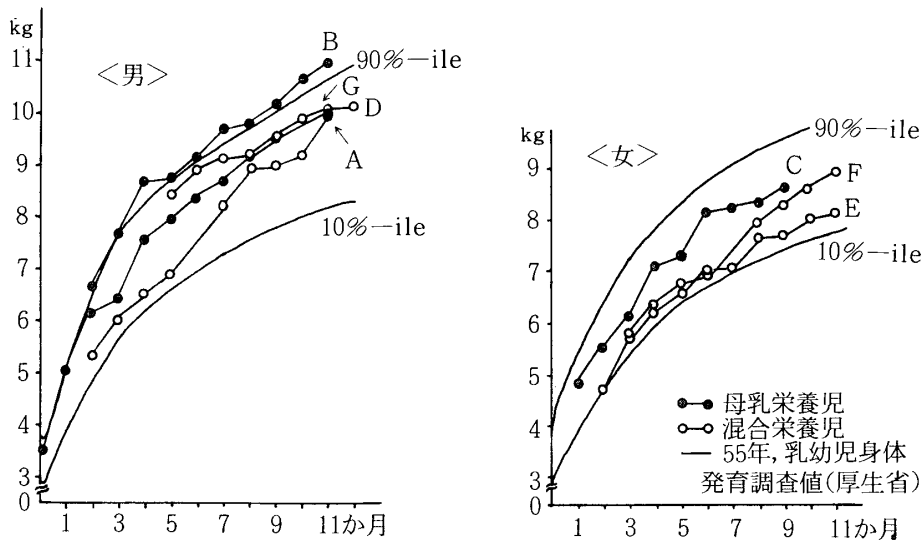 kg
11
10
9
8
7
6
5
4
3
0
1 3 5 7 9 11か月
<男>
B
90%-ile
G
D
A
10%-ile
kg
9
8
7
6
5
4
3
0
1 3 5 7 9 11か月
<女>
90%-ile
C
F
E
10%-ile
母乳栄養児
混合栄養児
55年,乳幼児身体
発育調査値(厚生省)